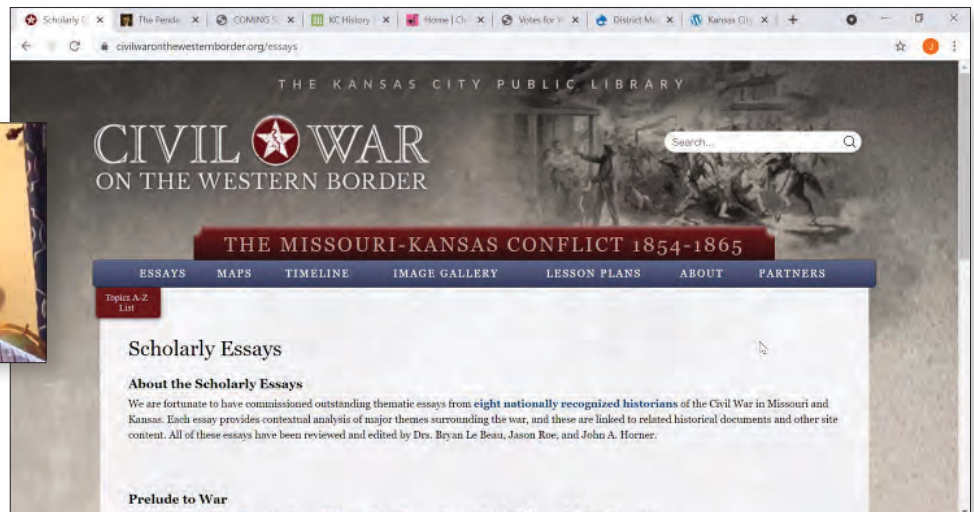 Scholarly E
The Pende
COMING S
KC History
Home | Ch
Votes for W
District M
Kansas Cit
civilwaronthewesternborder.org/essays
J
THE KANSAS CITY PUBLIC LIBRARY
CIVIL WAR
ON THE WESTERN BORDER
Search...
THE MISSOURI-KANSAS CONFLICT 1854-1865
ESSAYS MAPS TIMELINE IMAGE GALLERY LESSON PLANS ABOUT PARTNERS
Topics A-Z
List
Scholarly Essays
About the Scholarly Essays
We are fortunate to have commissioned outstanding thematic essays from eight nationally recognized historians of the Civil War in Missouri and
Kansas. Each essay provides contextual analysis of major themes surrounding the war, and these are linked to related historical documents and other site
content. All of these essays have been reviewed and edited by Drs. Bryan Le Beau, Jason Roe, and John A. Horner.
Prelude to War